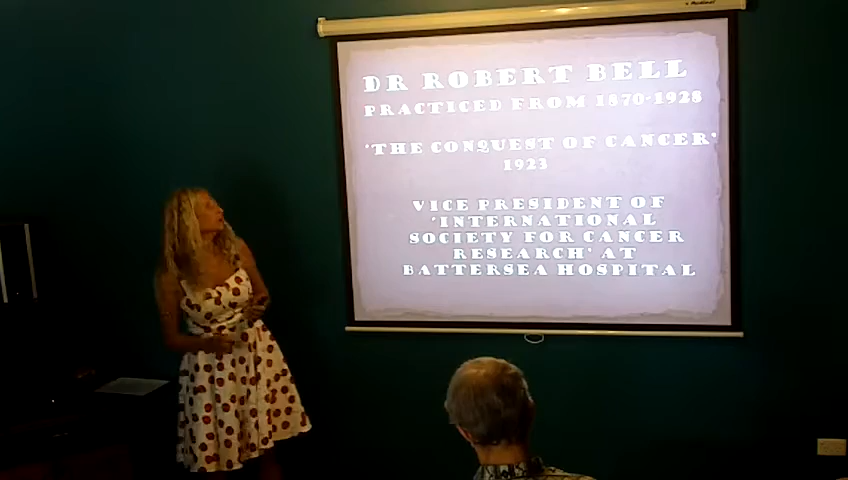 DR ROBERT BELL
PRACTICED FROM 1870-1928
'THE CONQUEST OF CANCER'
1923
VICE PRESIDENT OF
'INTERNATIONAL
SOCIETY FOR CANCER
RESEARCH' AT
BATTERSEA HOSPITAL